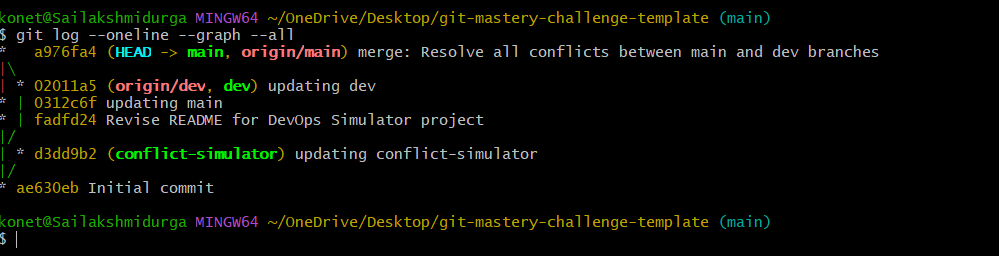 konet@Sailakshmidurga MINGW64 ~/OneDrive/Desktop/git-mastery-challenge-template (main)
$ git log --oneline --graph --all
*   a976fa4 (HEAD -> main, origin/main) merge: Resolve all conflicts between main and dev branches
|\
| * 02011a5 (origin/dev, dev) updating dev
* | 0312c6f updating main
* | fadfd24 Revise README for DevOps Simulator project
|/
| * d3dd9b2 (conflict-simulator) updating conflict-simulator
|/
* ae630eb Initial commit
konet@Sailakshmidurga MINGW64 ~/OneDrive/Desktop/git-mastery-challenge-template (main)
$